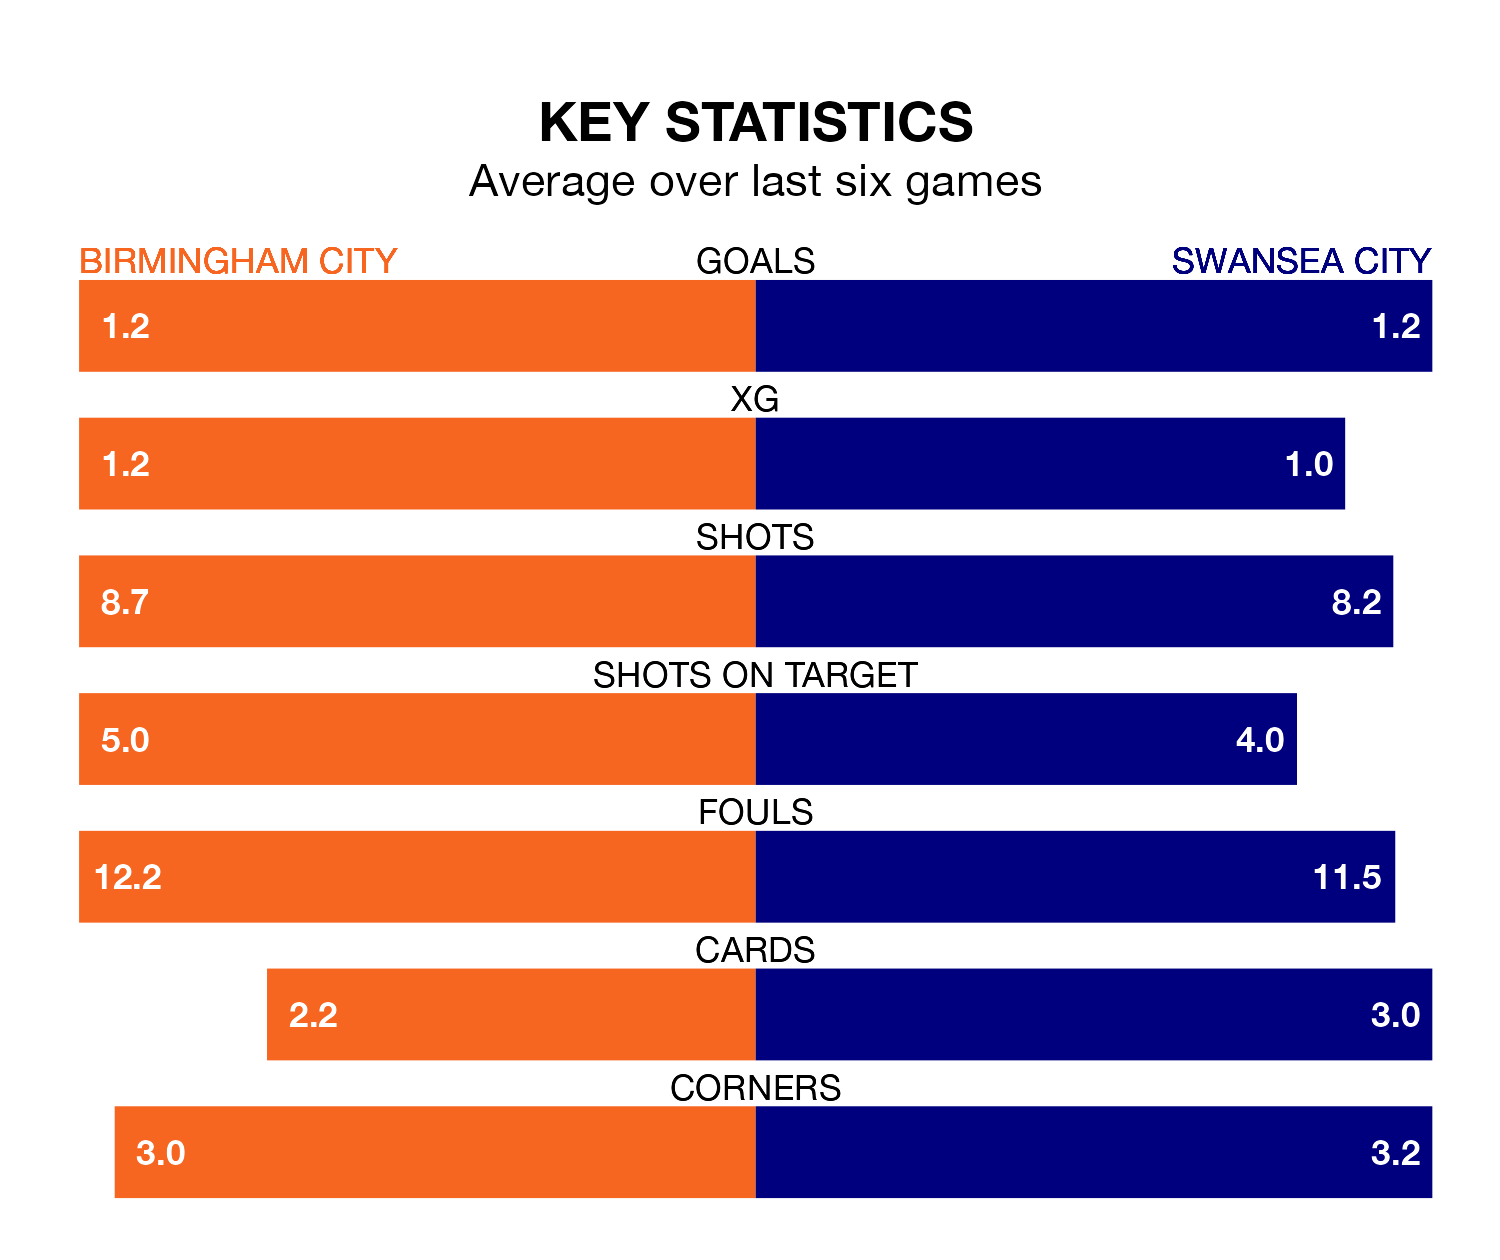 KEY STATISTICS
Average over last six games
BIRMINGHAM CITY GOALS SWANSEA CITY
1.2 1.2
XG
1.2 1.0
SHOTS
8.7 8.2
SHOTS ON TARGET
5.0 4.0
FOULS
12.2 11.5
CARDS
2.2 3.0
CORNERS
3.0 3.2